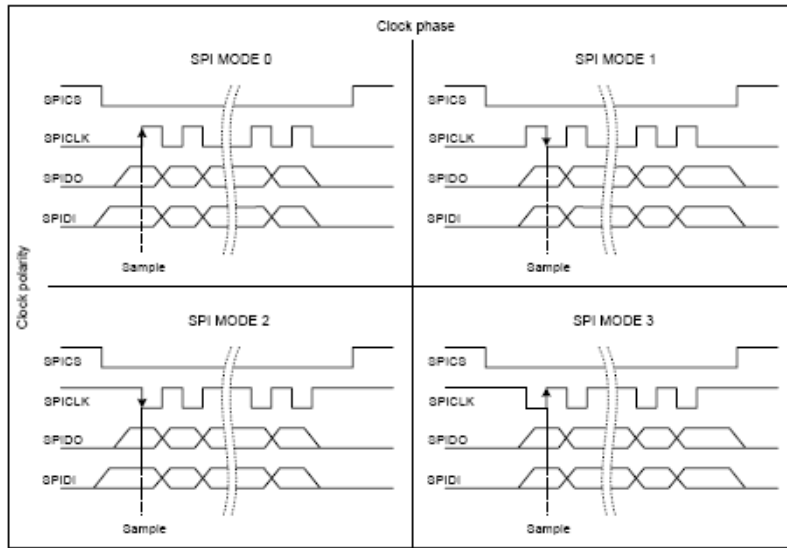 Clock phase
Clock polarity
SPI MODE 0
SPICS
SPICLK
SPIDO
SPIDI
Sample
SPI MODE 1
SPICS
SPICLK
SPIDO
SPIDI
Sample
SPI MODE 2
SPICS
SPICLK
SPIDO
SPIDI
Sample
SPI MODE 3
SPICS
SPICLK
SPIDO
SPIDI
Sample